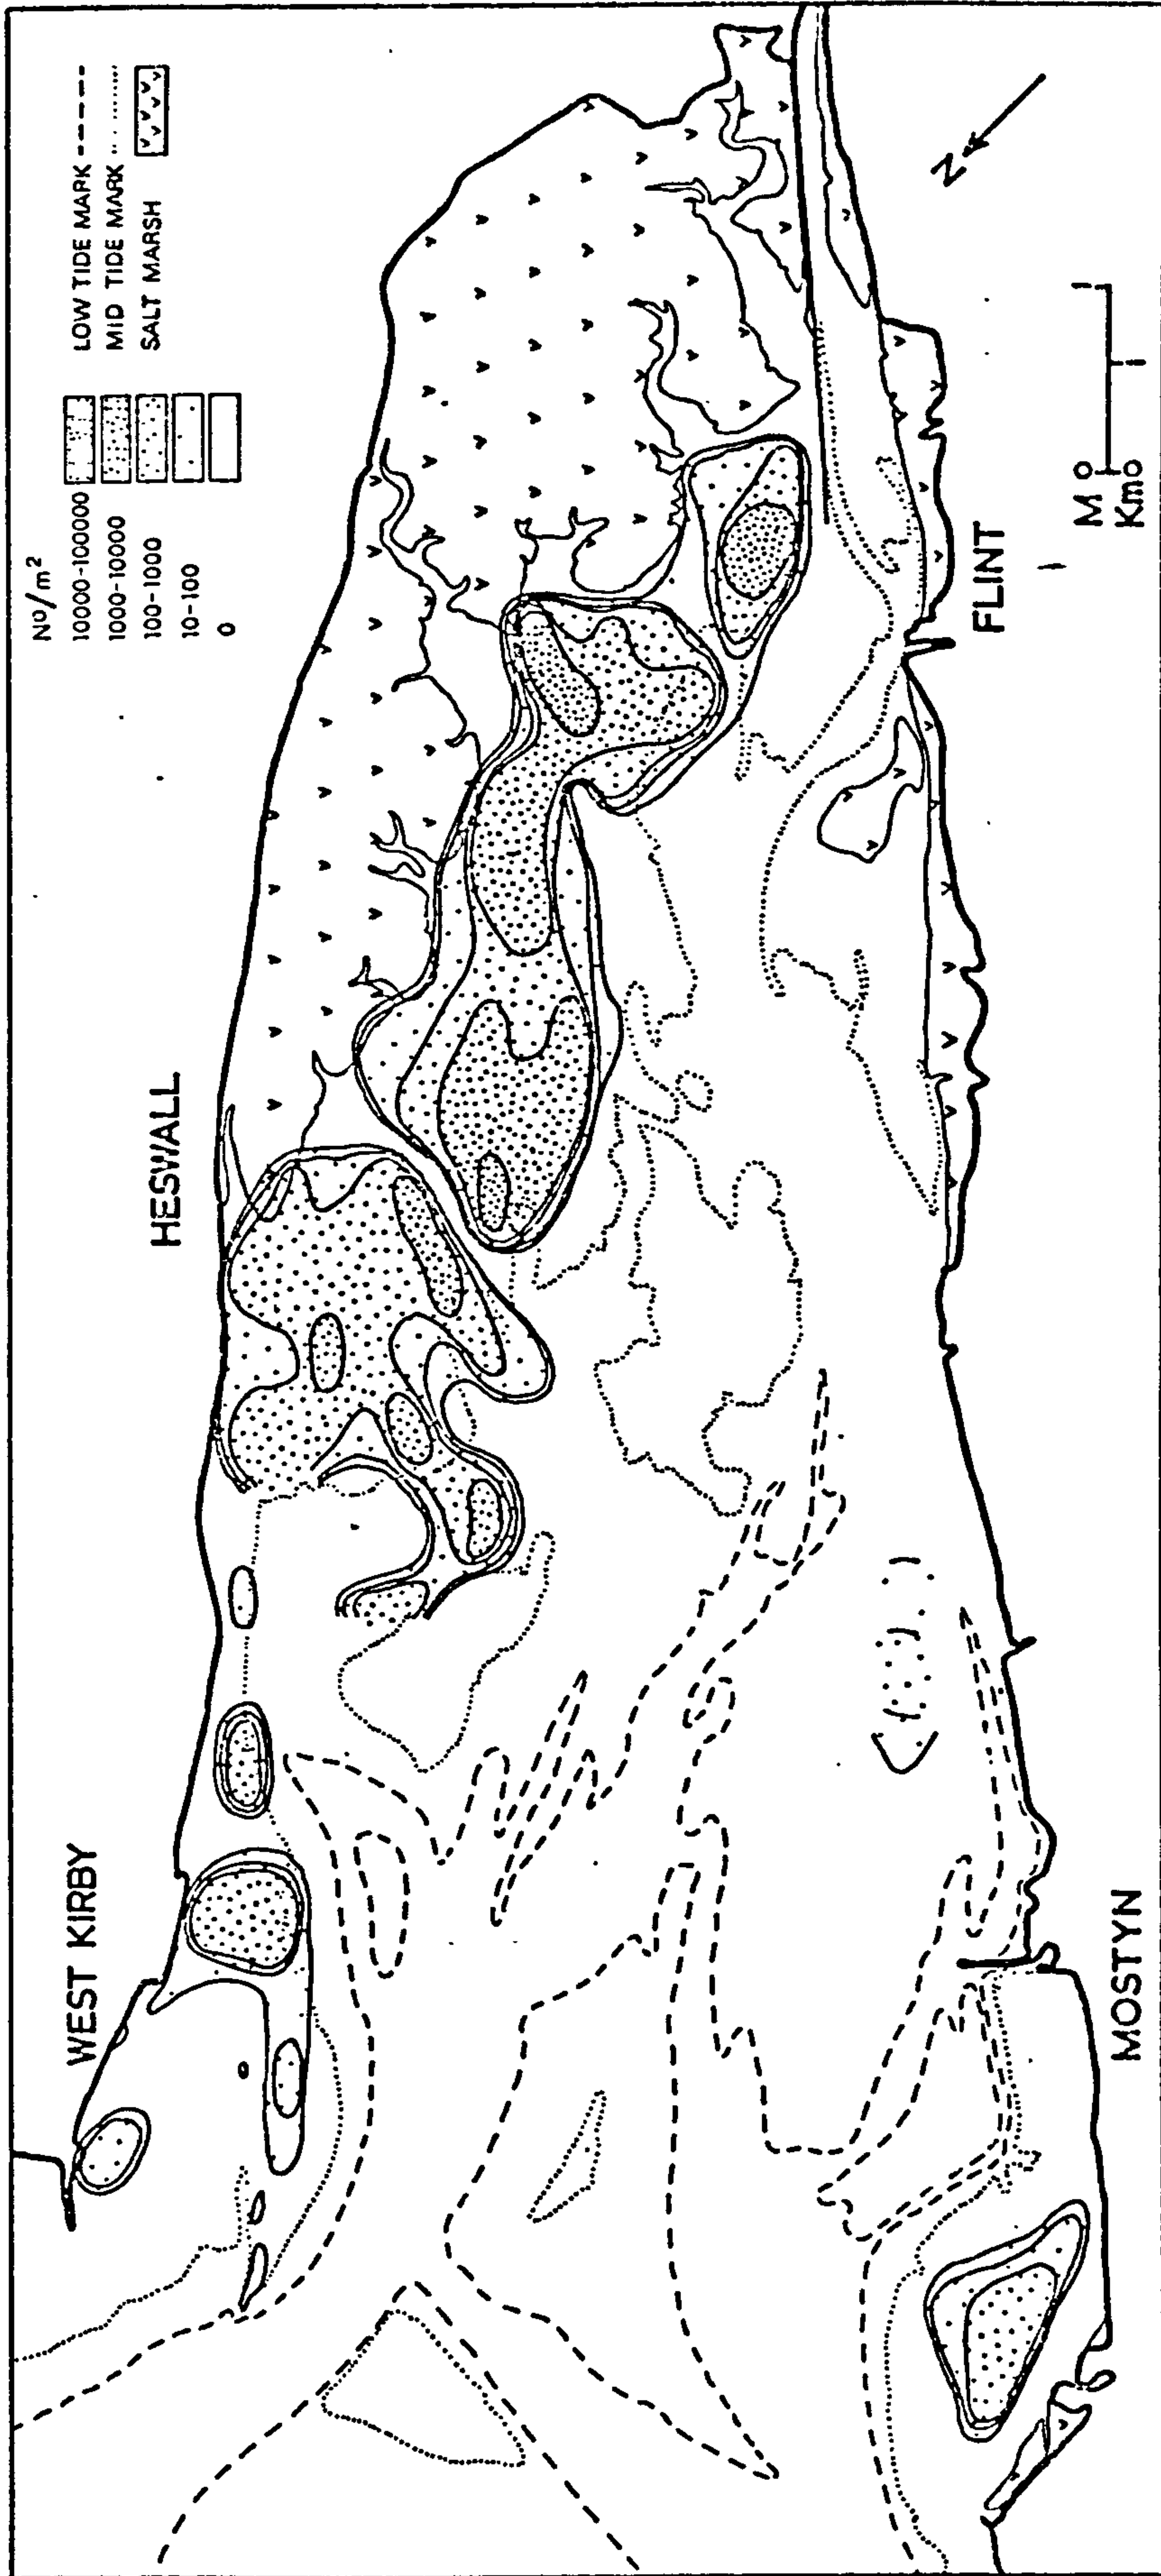 No/m²
10000-100000
1000-10000
100-1000
10-100
0
LOW TIDE MARK
MID TIDE MARK
SALT MARSH
WEST KIRBY
HESWALL
FLINT
MOSTYN
N
M 0 1
Km 0 1